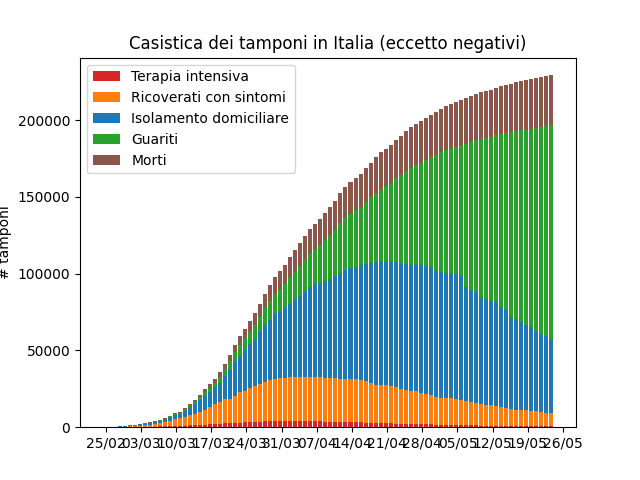 Casistica dei tamponi in Italia (eccetto negativi)
Terapia intensiva
Ricoverati con sintomi
Isolamento domiciliare
Guariti
Morti
# tamponi
200000
150000
100000
50000
0
25/02 03/03 10/03 17/03 24/03 31/03 07/04 14/04 21/04 28/04 05/05 12/05 19/05 26/05